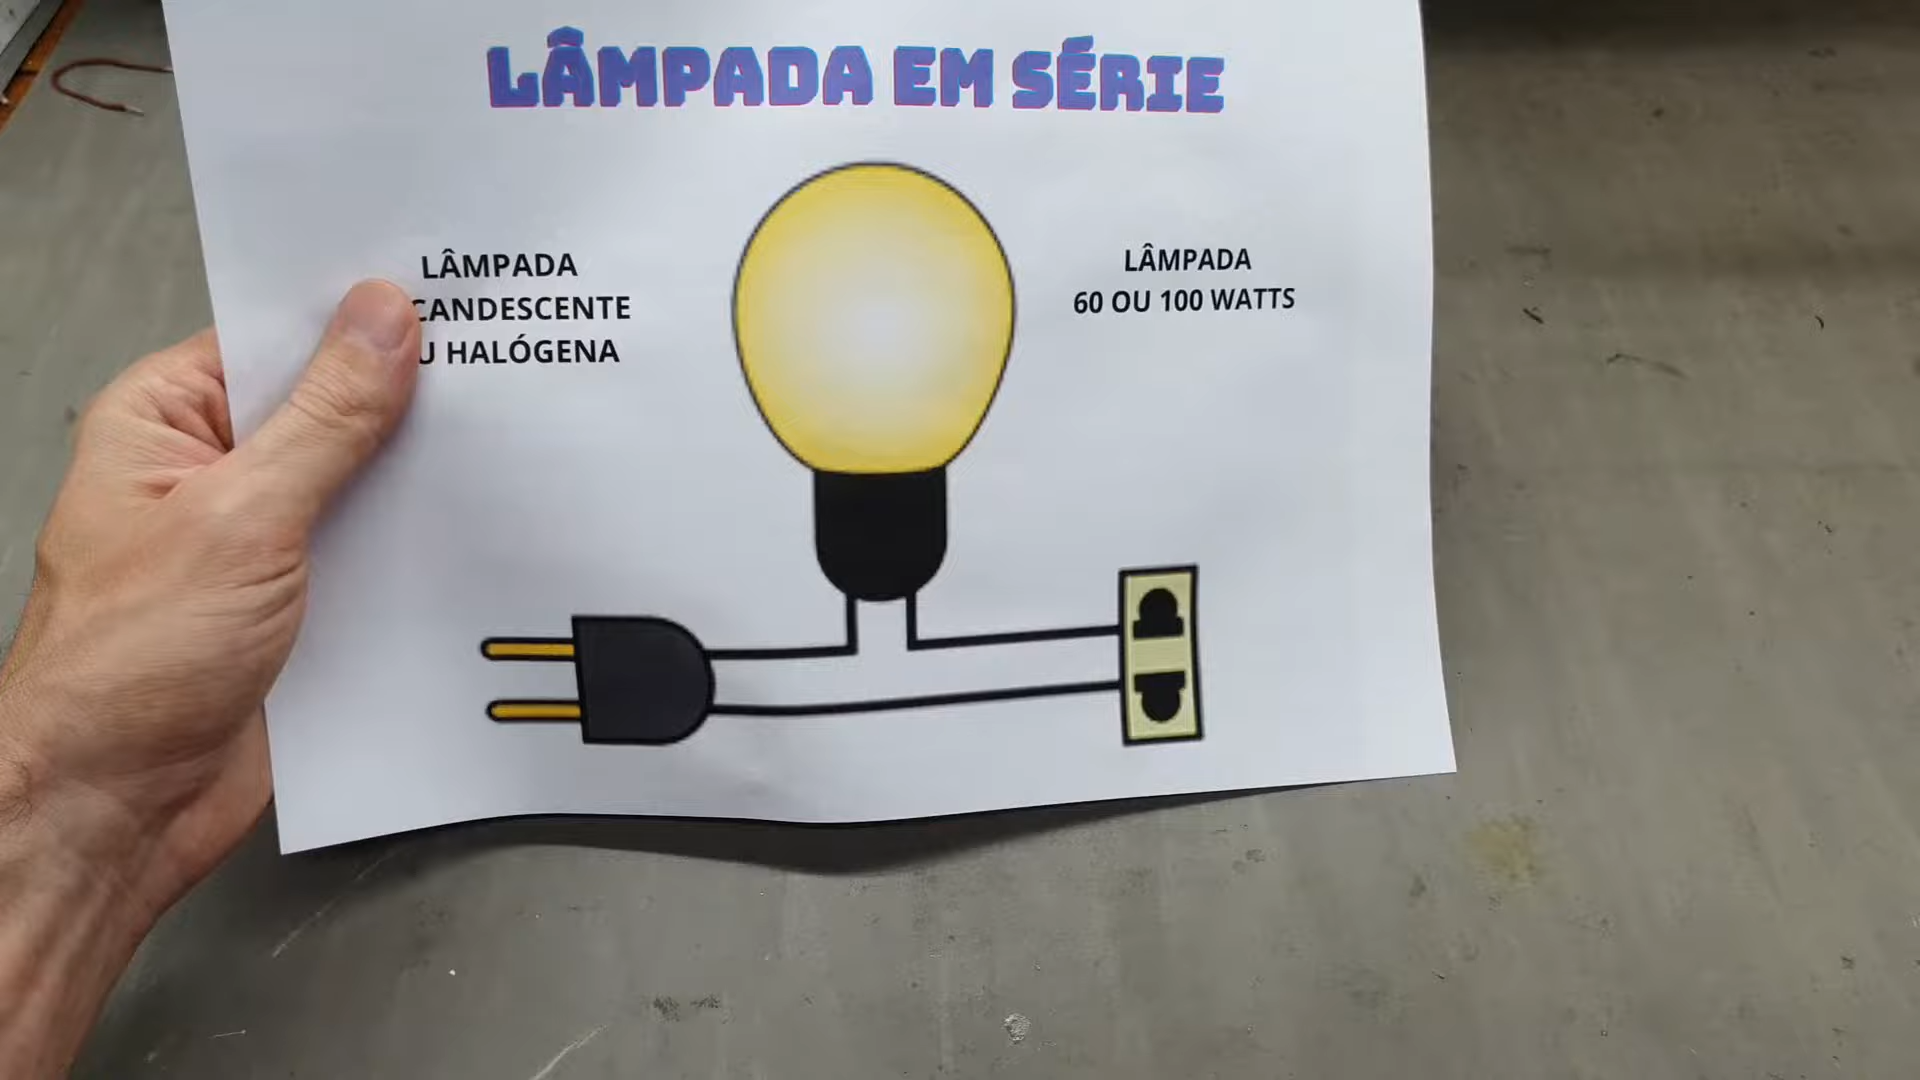 LÂMPADA EM SÉRIE
LÂMPADA
CANDESCENTE
U HALÓGENA
LÂMPADA
60 OU 100 WATTS